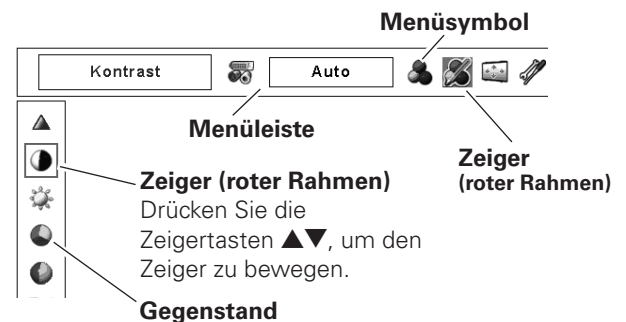 Menüsymbol
Kontrast
Auto
Menüleiste
Zeiger
(roter Rahmen)
Zeiger (roter Rahmen)
Drücken Sie die
Zeigertasten ▲▼, um den
Zeiger zu bewegen.
Gegenstand